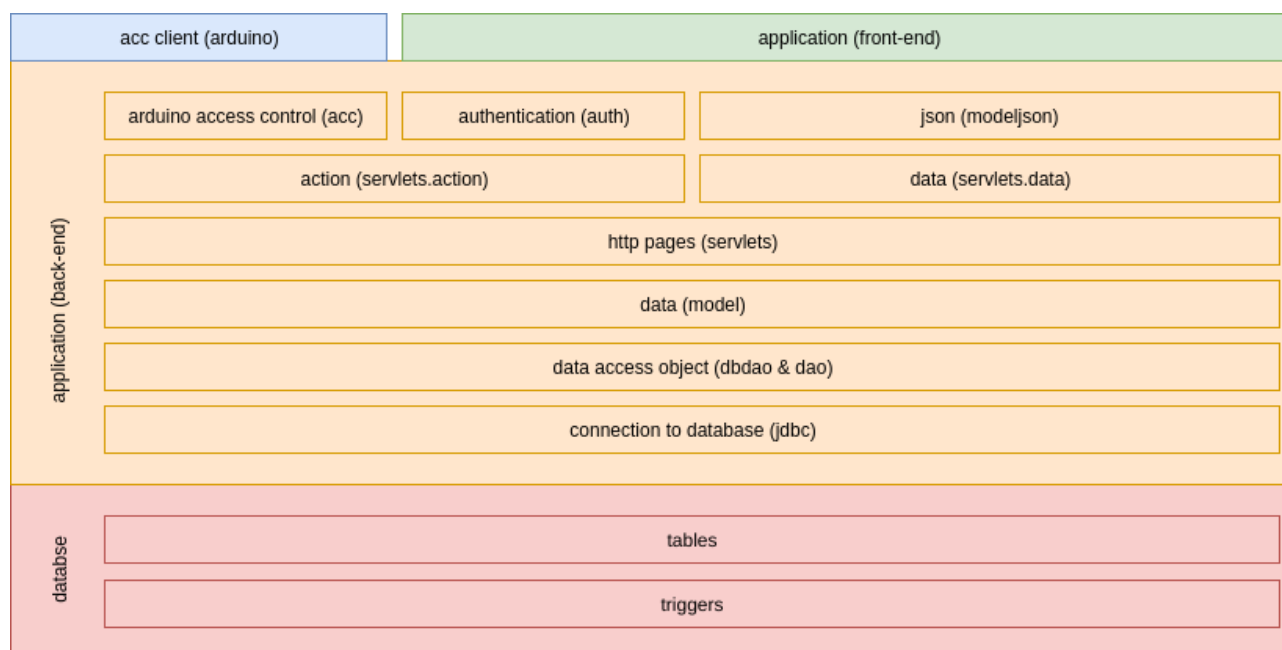 acc client (arduino)
application (front-end)
application (back-end)
arduino access control (acc)
authentication (auth)
json (modeljson)
action (servlets.action)
data (servlets.data)
http pages (servlets)
data (model)
data access object (dbdao & dao)
connection to database (jdbc)
databse
tables
triggers